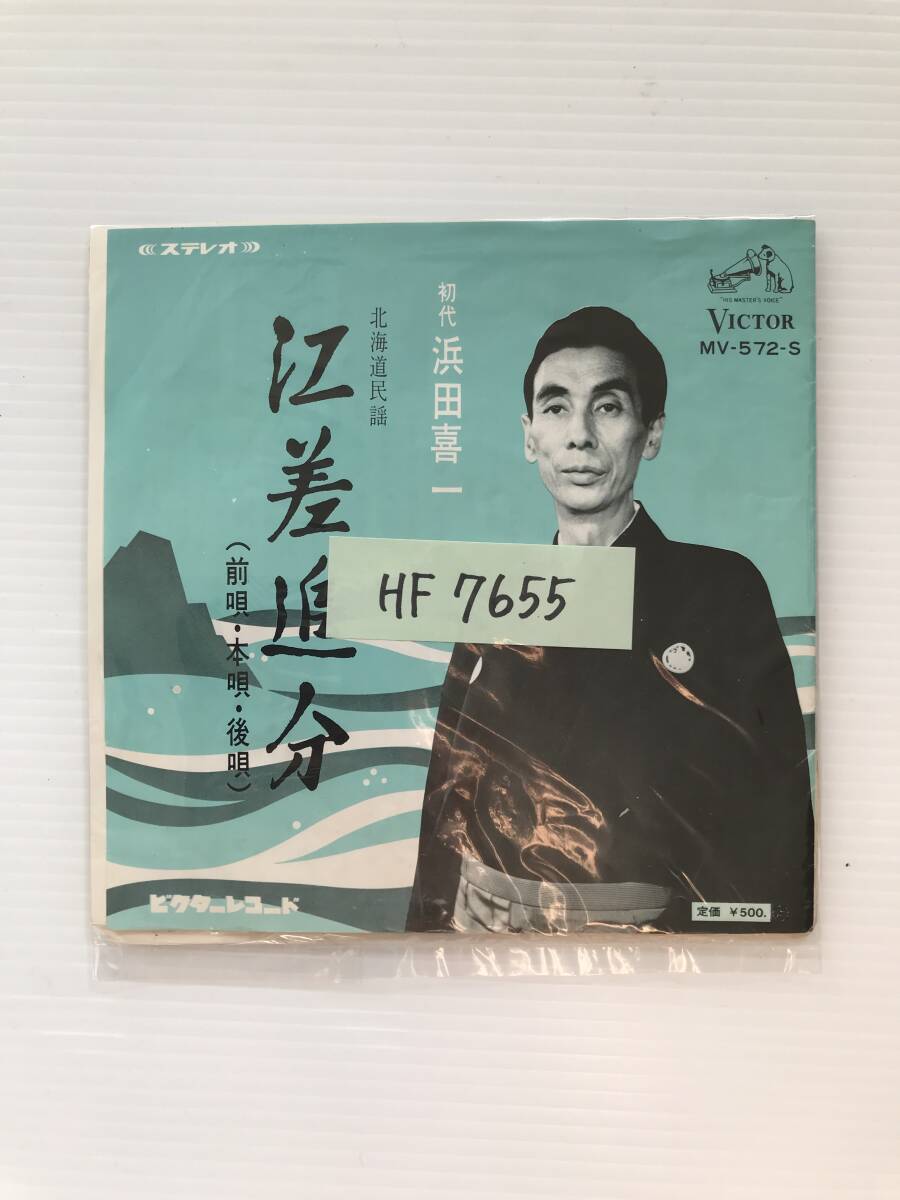 《ステレオ》
"HIS MASTER'S VOICE"
VICTOR
MV-572-S
初代 浜田喜一
北海道民謡
江差追分
(前唄・本唄・後唄)
HF 7655
ビクターレコード
定価 ¥500.